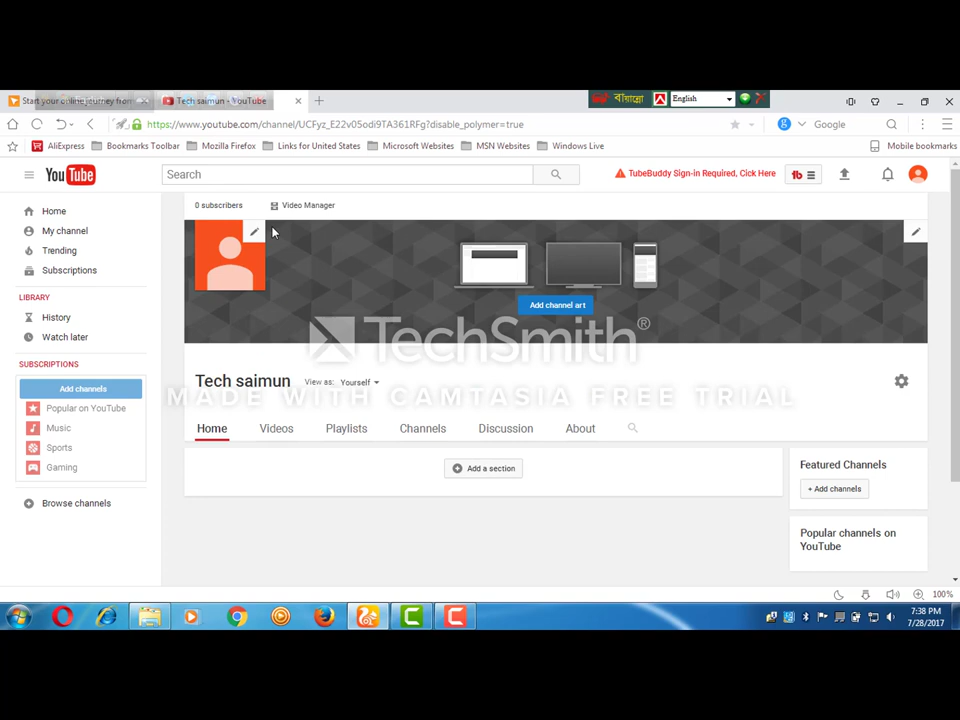 Start your online journey from
Tech saimun - YouTube
বায়ান্নো
English
https://www.youtube.com/channel/UCFyz_E22v05odi9TA361RFg?disable_polymer=true
Google
AliExpress
Bookmarks Toolbar
Mozilla Firefox
Links for United States
Microsoft Websites
MSN Websites
Windows Live
Mobile bookmarks
YouTube
Search
TubeBuddy Sign-in Required, Click Here
tb
0 subscribers
Video Manager
Home
My channel
Trending
Subscriptions
LIBRARY
History
Watch later
SUBSCRIPTIONS
Add channels
Popular on YouTube
Music
Sports
Gaming
Browse channels
Add channel art
TechSmith®
MADE WITH CAMTASIA FREE TRIAL
Tech saimun
View as: Yourself
Home
Videos
Playlists
Channels
Discussion
About
Add a section
Featured Channels
+ Add channels
Popular channels on
YouTube
100%
7:38 PM
7/28/2017